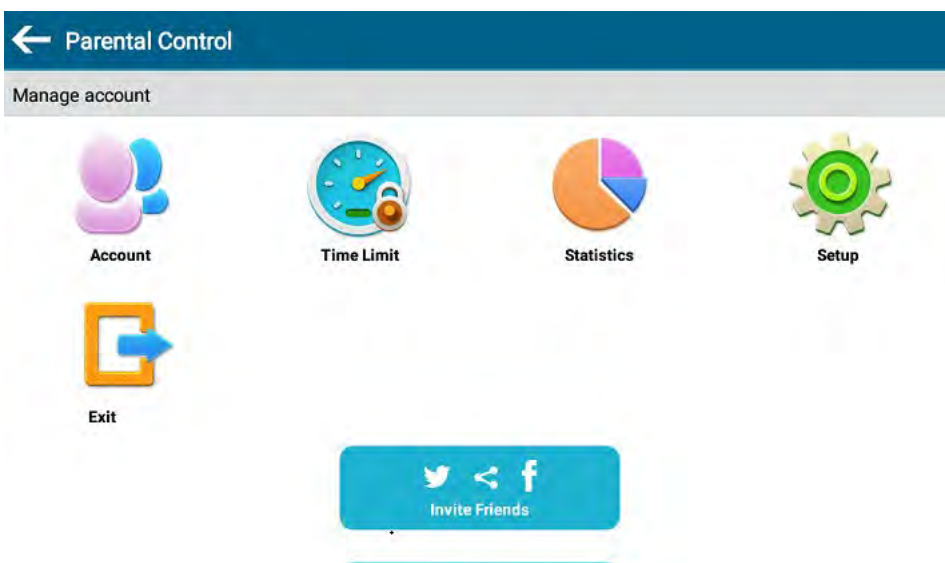 Parental Control
Manage account
Account
Time Limit
Statistics
Setup
Exit
Invite Friends